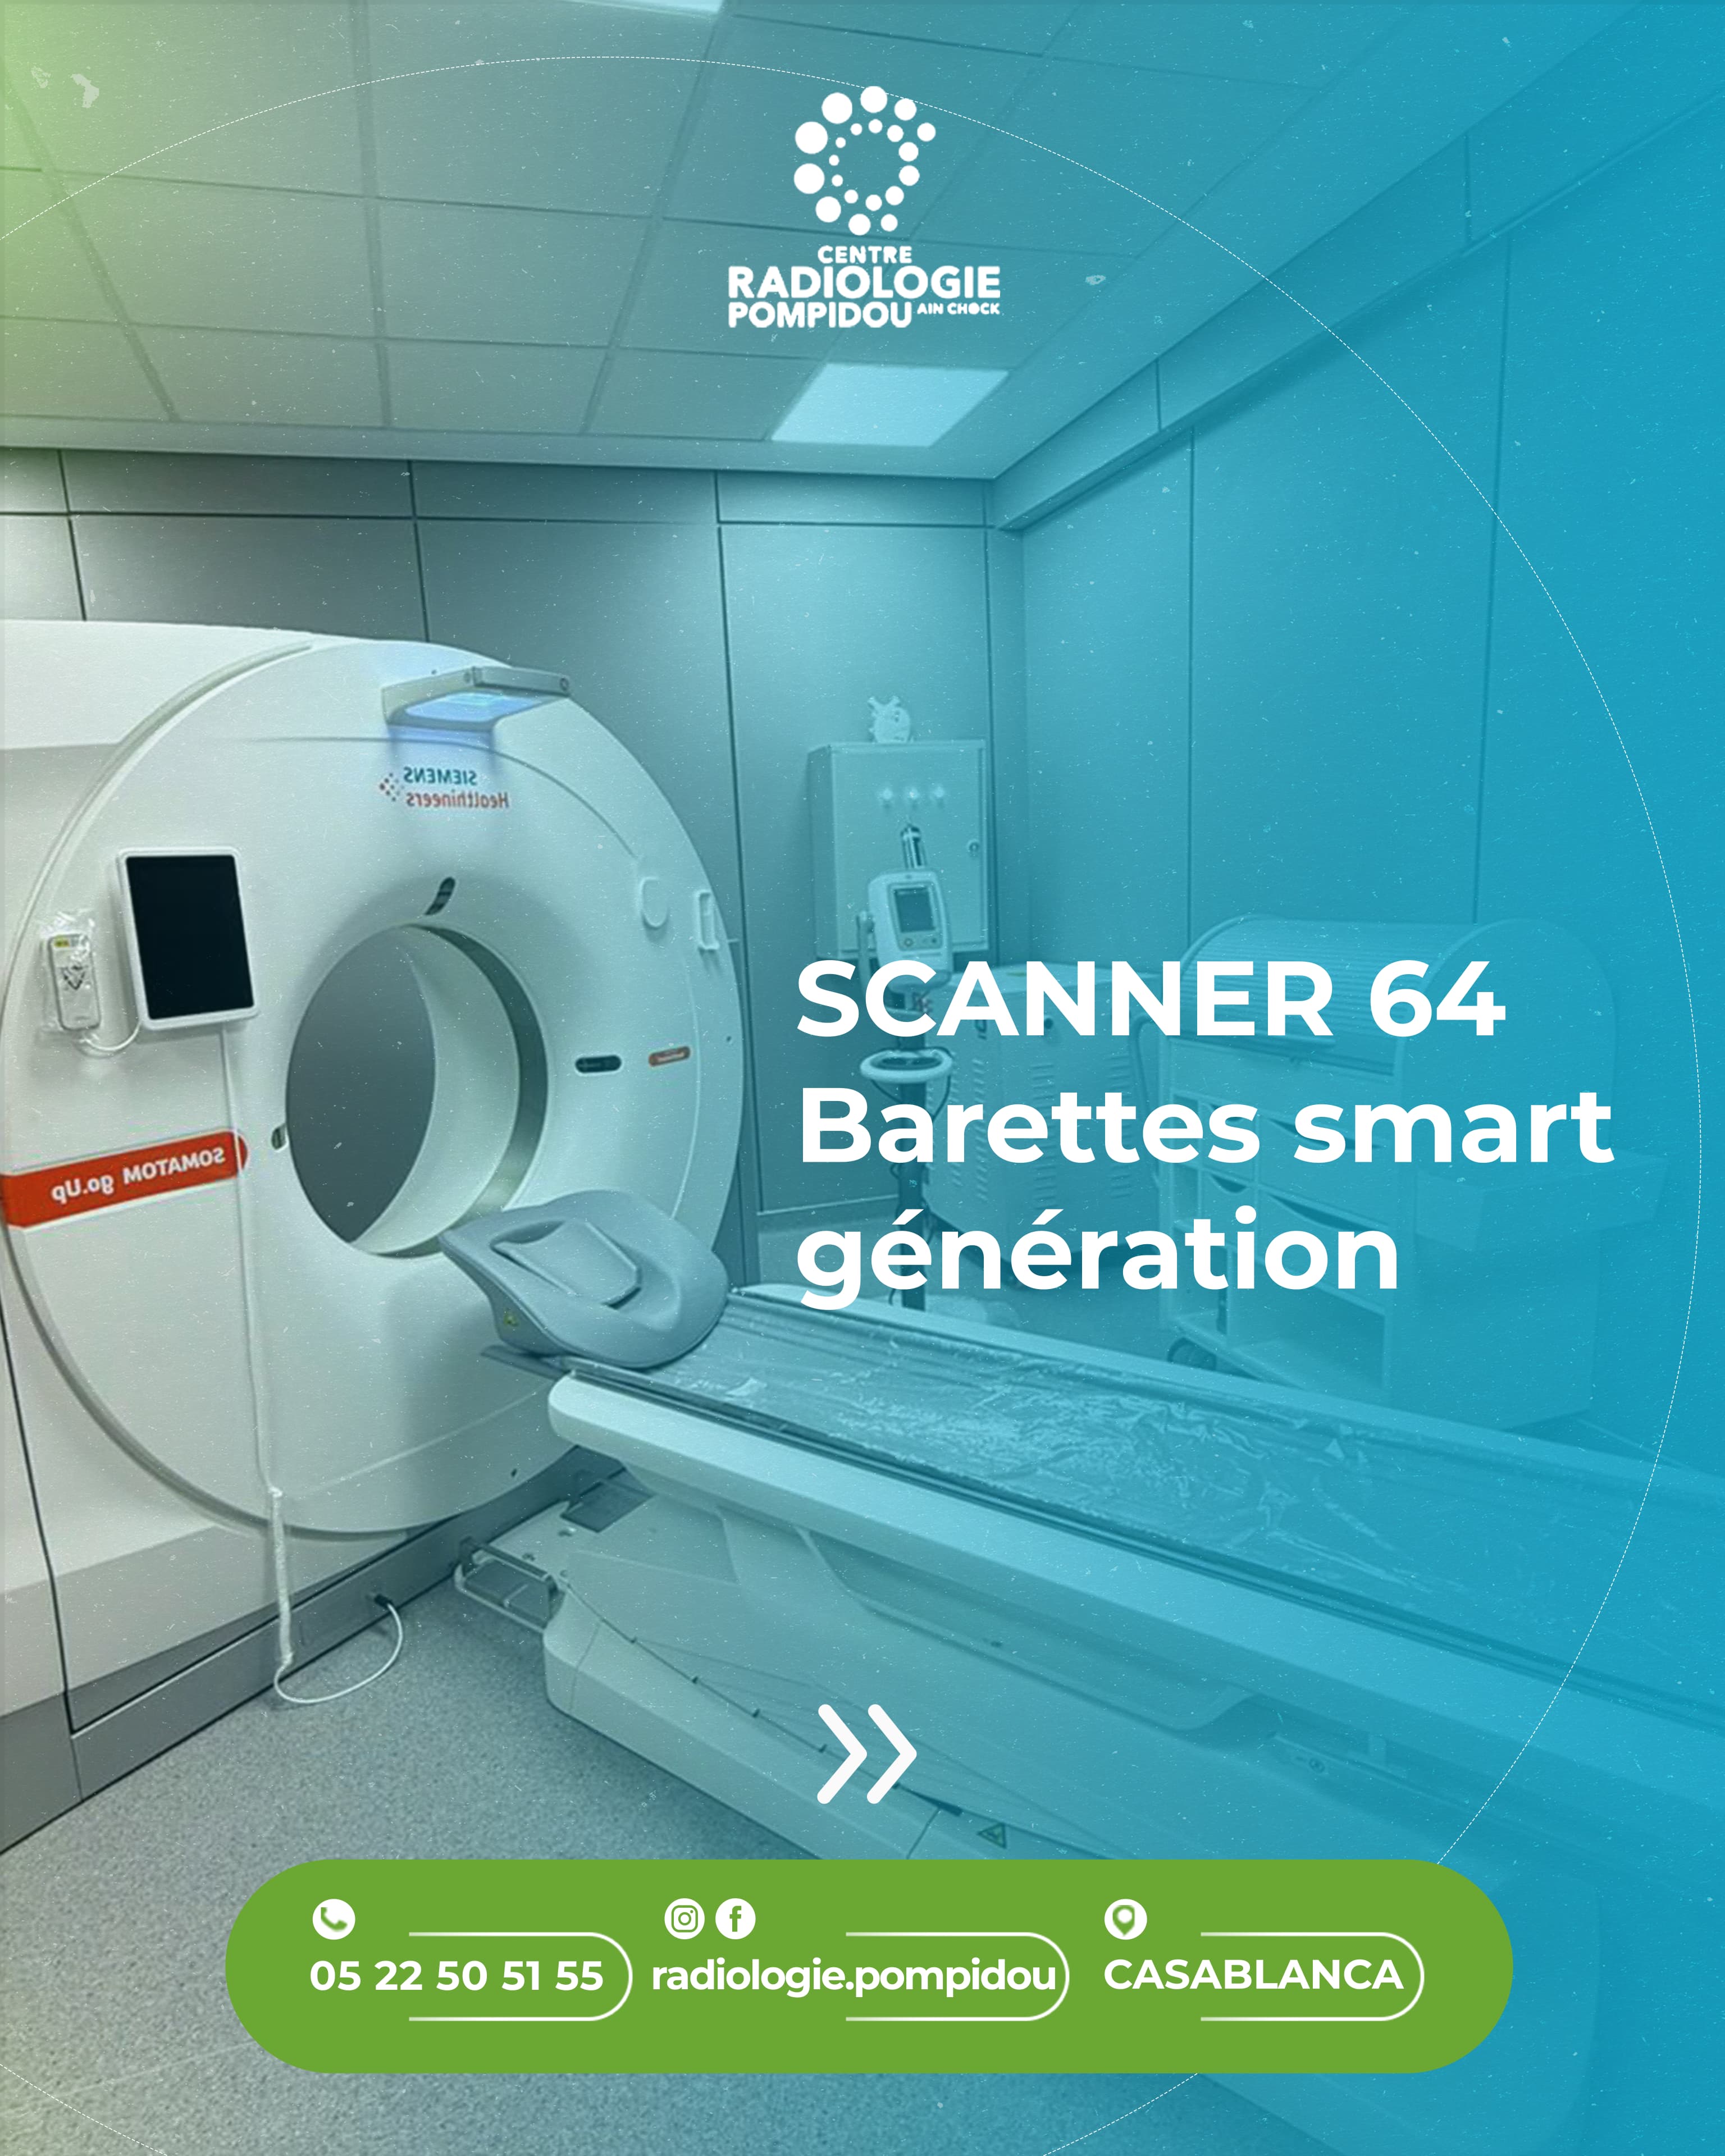 CENTRE
RADIOLOGIE
POMPIDOU AIN CHOCK
SIEMENS
Healthineers
SOMATOM go.Up
SCANNER 64
Barettes smart
génération
05 22 50 51 55
radiologie.pompidou
CASABLANCA